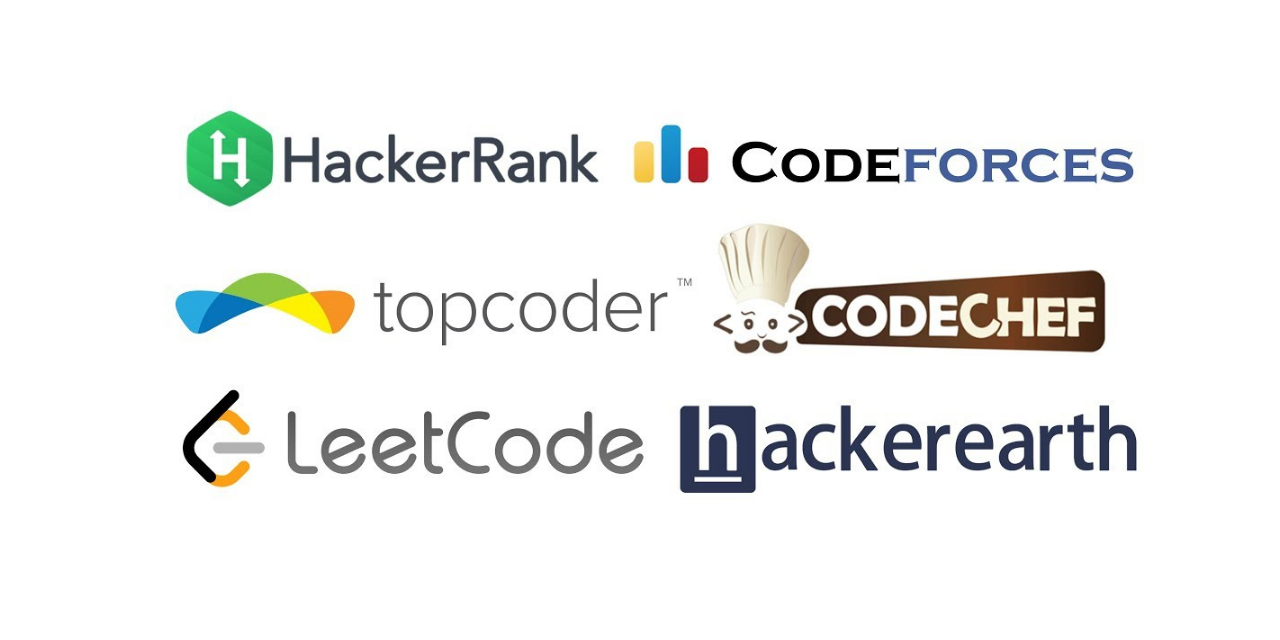 HackerRank CODEFORCES
topcoder™ CODECHEF
LeetCode hackerearth